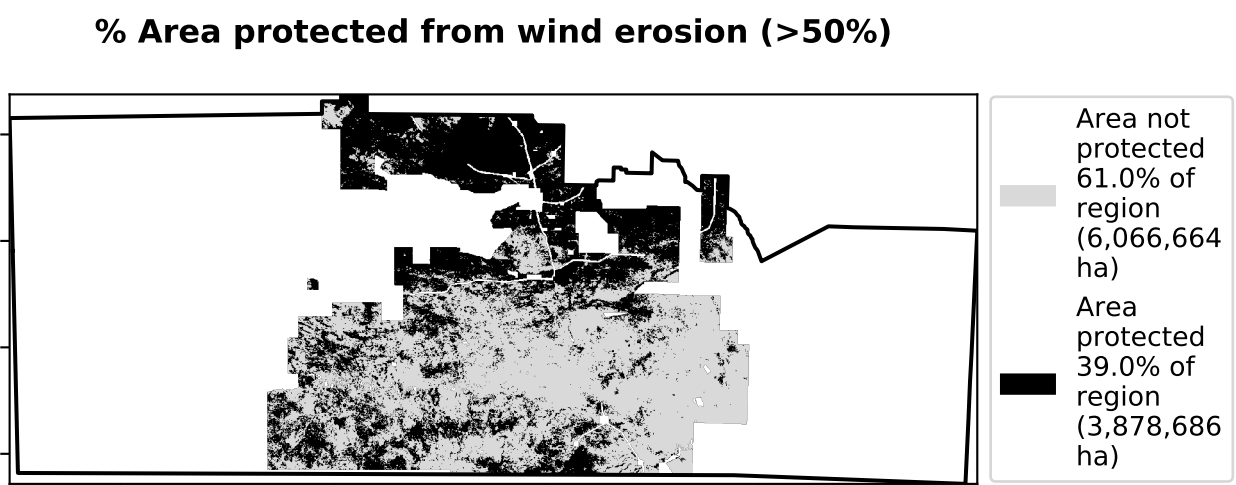 % Area protected from wind erosion (>50%)
Area not
protected
61.0% of
region
(6,066,664
ha)
Area
protected
39.0% of
region
(3,878,686
ha)